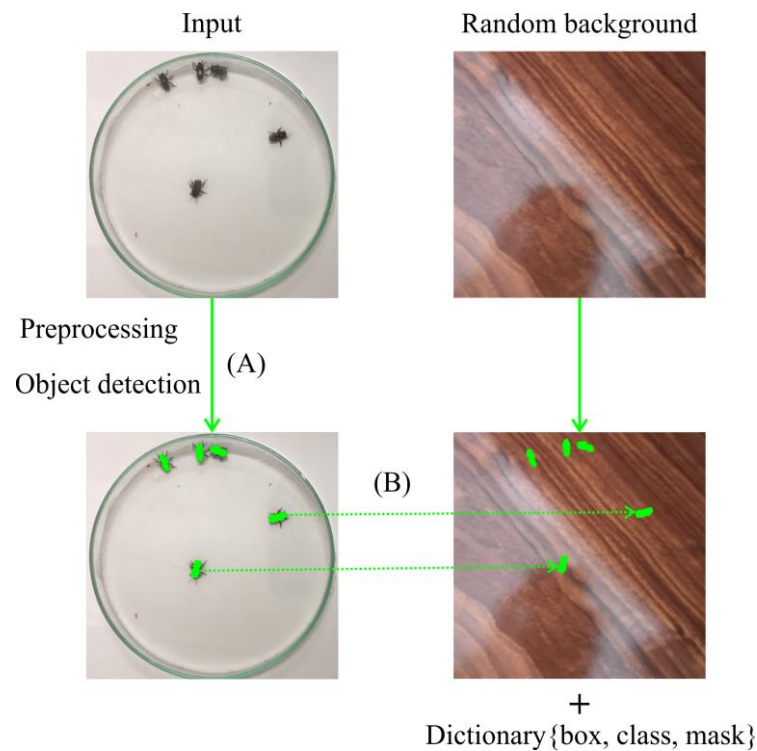 Input
Random background
Preprocessing
(A)
Object detection
(B)
+
Dictionary{box, class, mask}